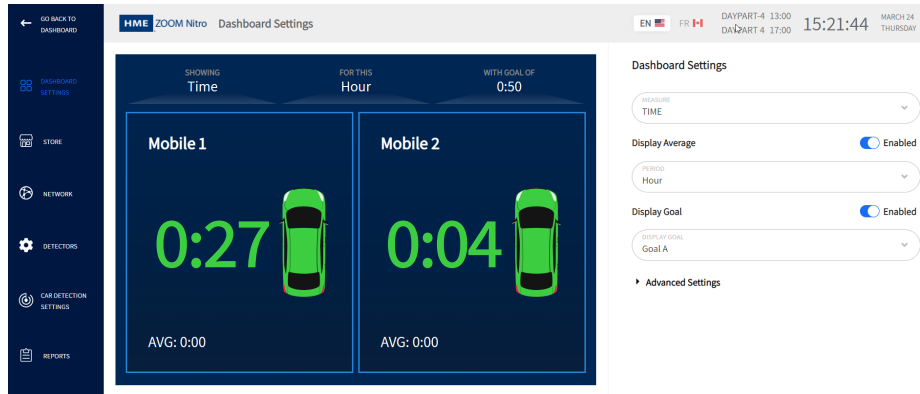 GO BACK TO
DASHBOARD
HME ZOOM Nitro Dashboard Settings
EN FR
DAYPART-4 13:00
DAYPART 4 17:00
15:21:44
MARCH 24
THURSDAY
DASHBOARD
SETTINGS
STORE
NETWORK
DETECTORS
CAR DETECTION
SETTINGS
REPORTS
SHOWING
Time
FOR THIS
Hour
WITH GOAL OF
0:50
Mobile 1
0:27
AVG: 0:00
Mobile 2
0:04
AVG: 0:00
Dashboard Settings
MEASURE
TIME
Display Average Enabled
PERIOD
Hour
Display Goal Enabled
DISPLAY GOAL
Goal A
Advanced Settings